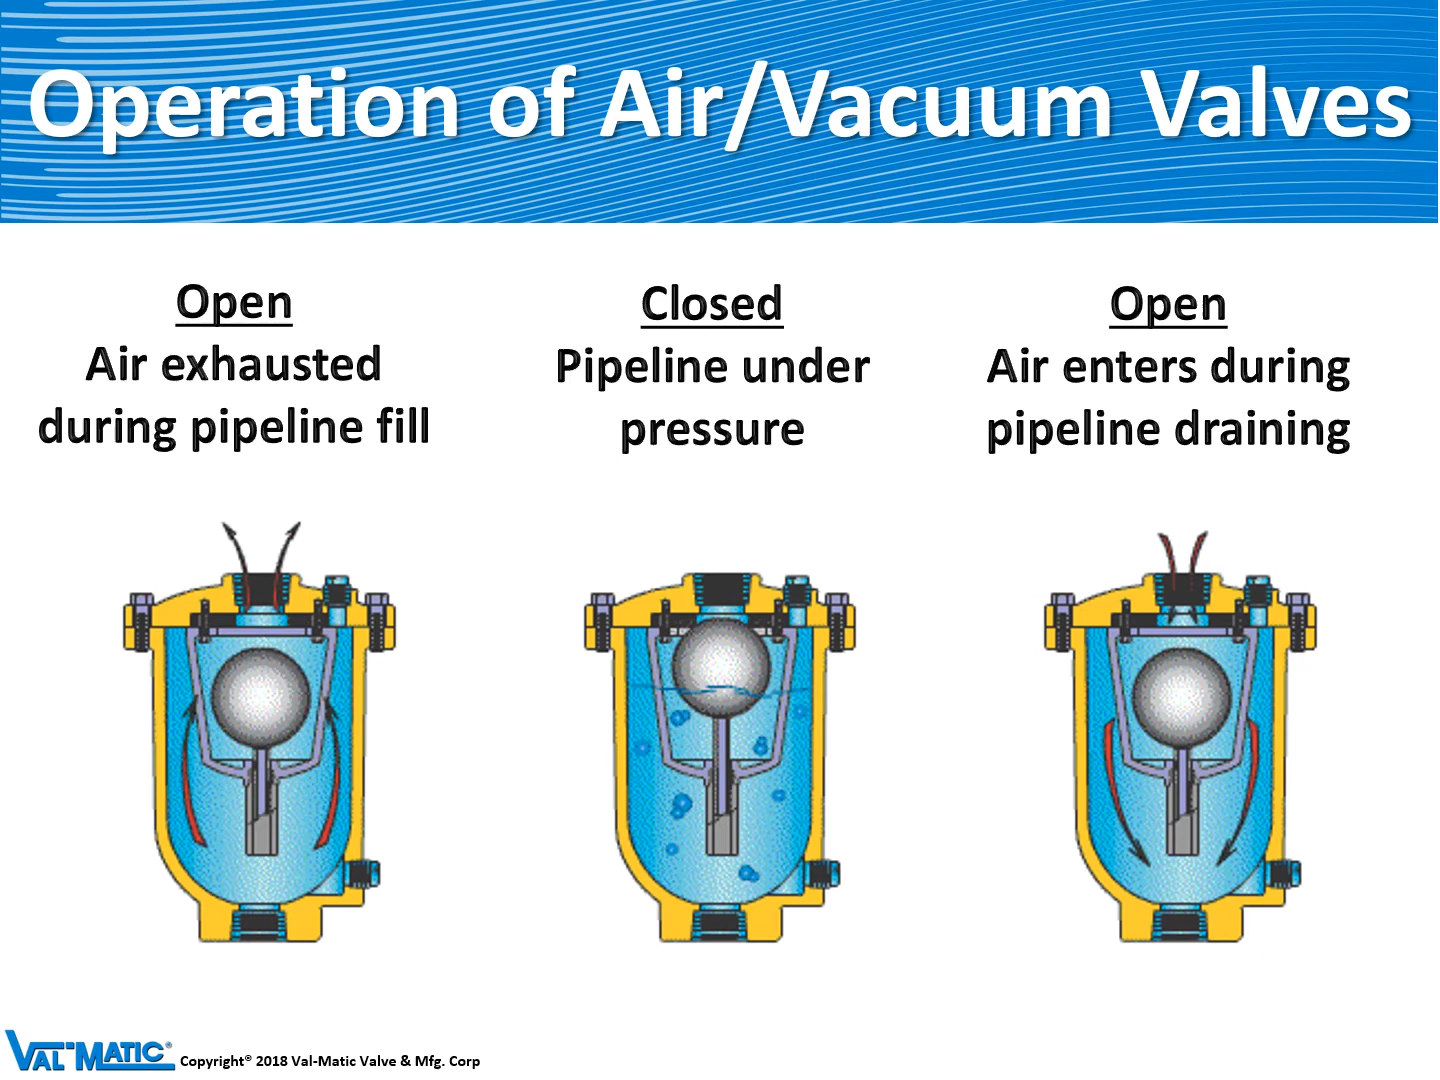 Operation of Air/Vacuum Valves
Open
Air exhausted
during pipeline fill
Closed
Pipeline under
pressure
Open
Air enters during
pipeline draining
VAL-MATIC® Copyright© 2018 Val-Matic Valve & Mfg. Corp